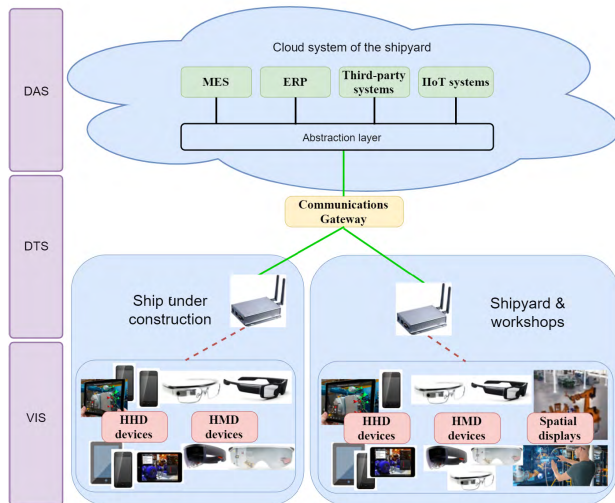 DAS
Cloud system of the shipyard
MES
ERP
Third-party
systems
IIoT systems
Abstraction layer
DTS
Communications
Gateway
Ship under
construction
Shipyard &
workshops
VIS
HHD
devices
HMD
devices
HHD
devices
HMD
devices
Spatial
displays